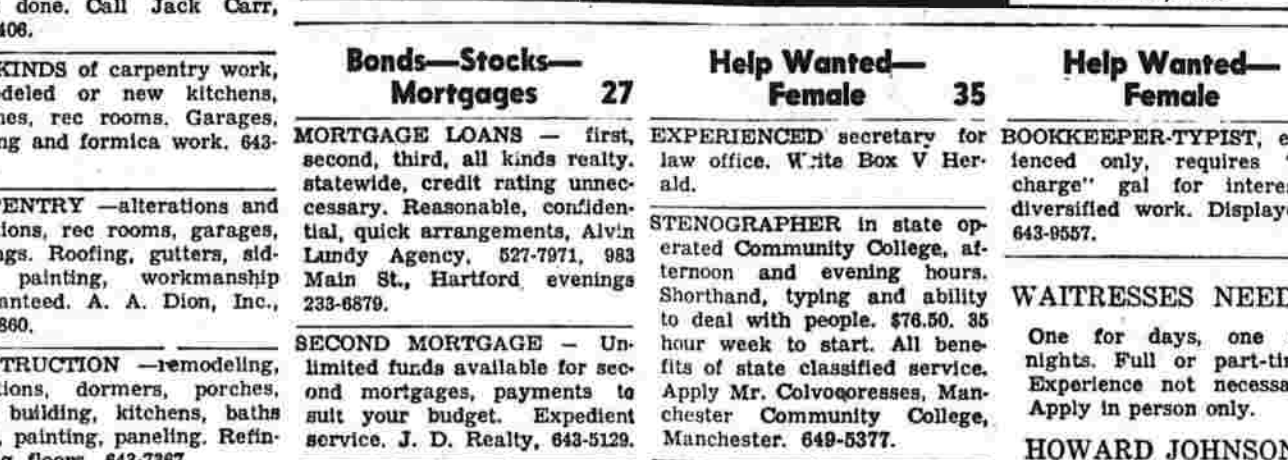 done. Call Jack Carr,
406.
KINDS of carpentry work,
deled or new kitchens,
nes, rec rooms. Garages,
ng and formica work. 643-
ENTRY —alterations and
tions, rec rooms, garages,
ngs. Roofing, gutters, sid-
painting, workmanship
anteed. A. A. Dion, Inc.,
860.
TRUCTION —remodeling,
tions, dormers, porches,
building, kitchens, baths
, painting, paneling. Refin-
g floors. 643-7367
Bonds—Stocks—
Mortgages 27
MORTGAGE LOANS — first,
second, third, all kinds realty.
statewide, credit rating unnec-
cessary. Reasonable, confiden-
tial, quick arrangements, Alvin
Lundy Agency, 527-7971, 983
Main St., Hartford evenings
233-6879.
SECOND MORTGAGE — Un-
limited funds available for sec-
ond mortgages, payments to
suit your budget. Expedient
service. J. D. Realty, 643-5129.
Help Wanted—
Female 35
EXPERIENCED secretary for
law office. Write Box V Her-
ald.
STENOGRAPHER in state op-
erated Community College, af-
ternoon and evening hours.
Shorthand, typing and ability
to deal with people. $76.50. 35
hour week to start. All bene-
fits of state classified service.
Apply Mr. Colvoqoresses, Man-
chester Community College,
Manchester. 649-5377.
Help Wanted—
Female
BOOKKEEPER-TYPIST, e
ienced only, requires
charge" gal for intere
diversified work. Display
643-9557.
WAITRESSES NEED
One for days, one
nights. Full or part-ti
Experience not necessa
Apply in person only.
HOWARD JOHNSON